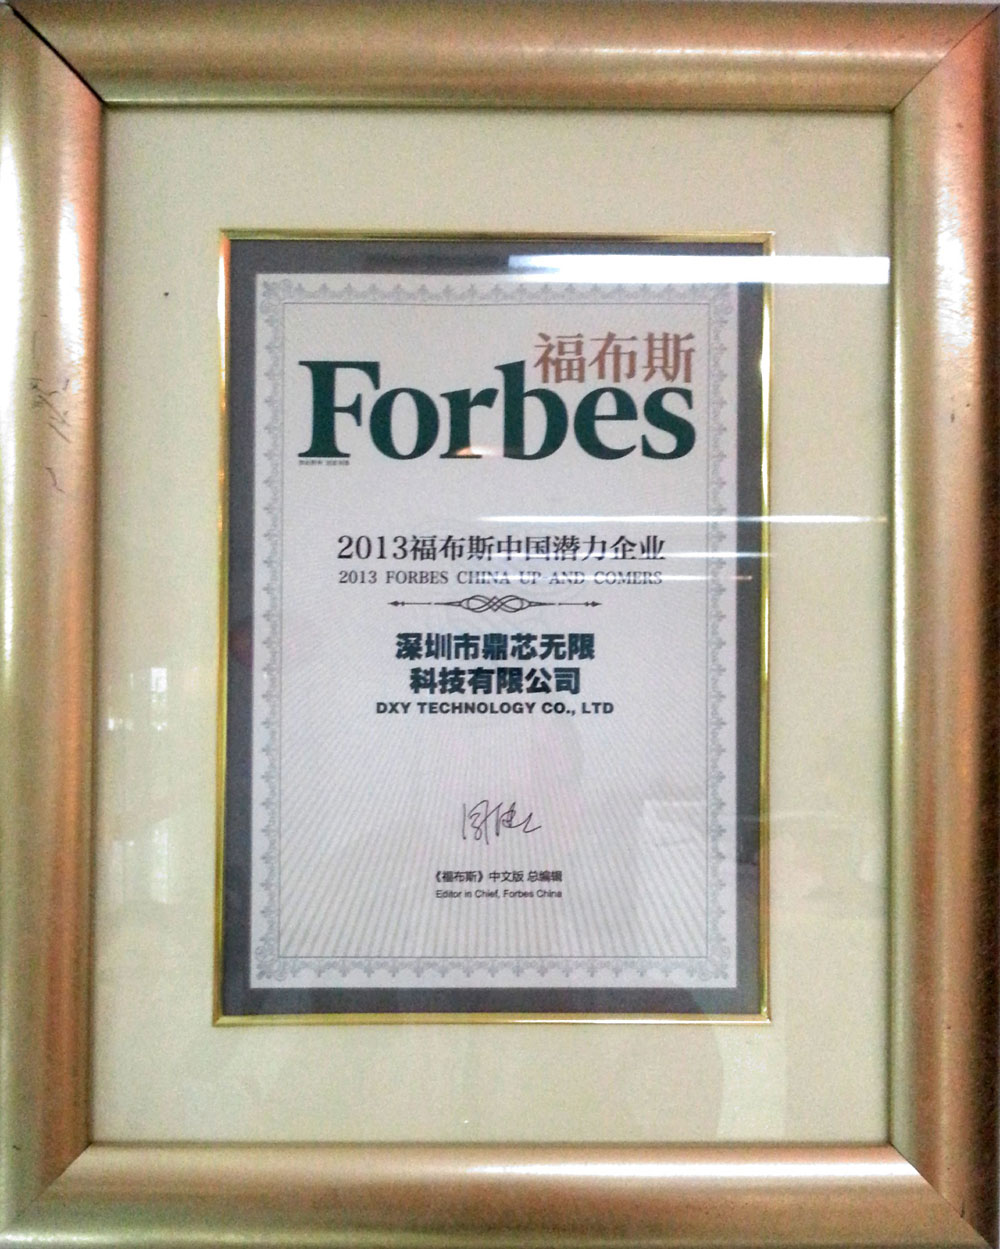 福布斯
Forbes
2013福布斯中国潜力企业
2013 FORBES CHINA UP-AND COMERS
深圳市鼎芯无限
科技有限公司
DXY TECHNOLOGY CO., LTD
《福布斯》中文版 总编辑
Editor in Chief, Forbes China